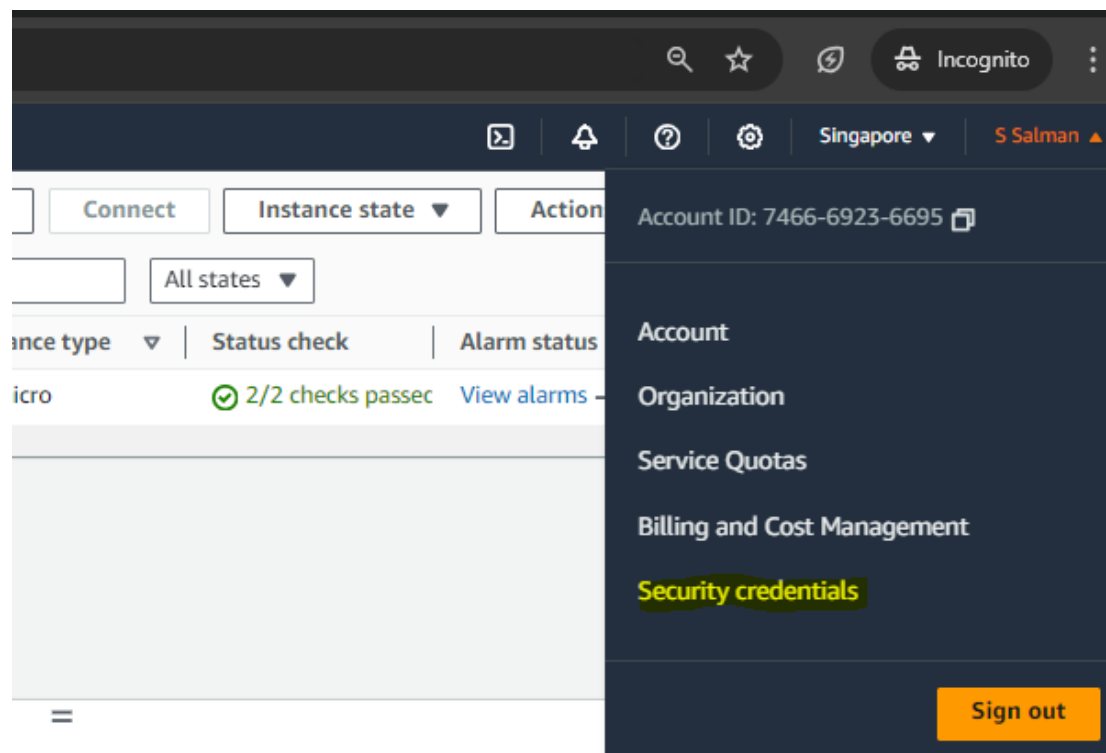 Incognito
Singapore
S Salman
Connect
Instance state
Action
Account ID: 7466-6923-6695
All states
ance type
Status check
Alarm status
icro
2/2 checks passec
View alarms
Account
Organization
Service Quotas
Billing and Cost Management
Security credentials
Sign out